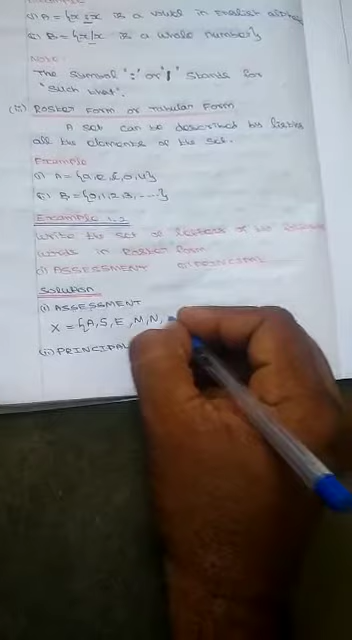 (i) A = {x : x is a vowel in English alphabet
(ii) B = {x/x is a whole number}
Note:
The symbol ':' or '|' stands for
"such that".
(ii) Roster Form or Tabular Form
A set can be described by listing
all the elements of the set.
Example
(i) A = {a, e, i, o, u}
(ii) B = {0, 1, 2, 3, ....}
Example 1.2
Write the set of letters of the following
words in Roster form
(i) ASSESSMENT (ii) PRINCIPAL
Solution
(i) ASSESSMENT
X = {A, S, E, M, N,
(ii) PRINCIPAL